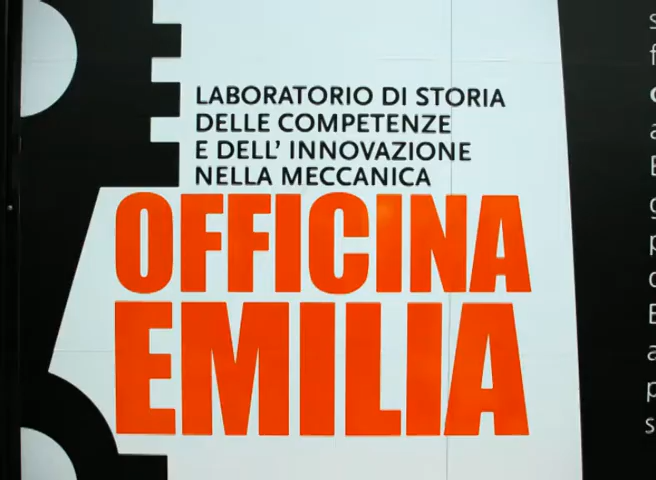 LABORATORIO DI STORIA
DELLE COMPETENZE
E DELL' INNOVAZIONE
NELLA MECCANICA
OFFICINA
EMILIA